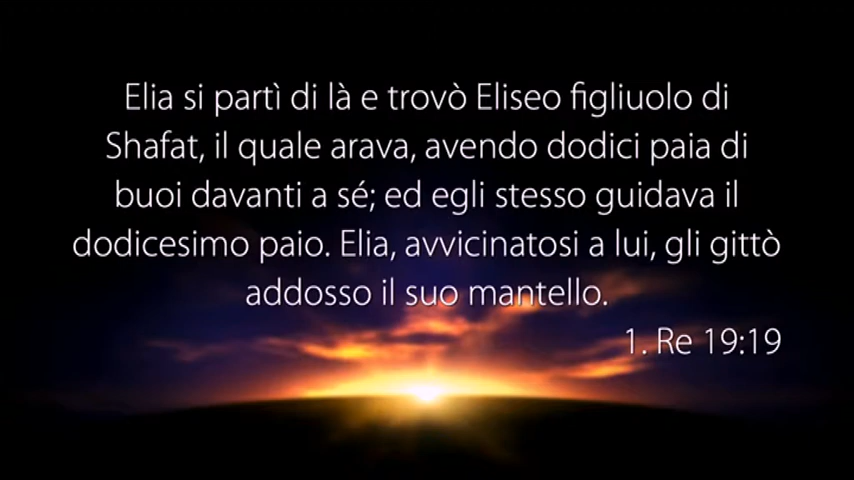 Elia si partì di là e trovò Eliseo figliuolo di
Shafat, il quale arava, avendo dodici paia di
buoi davanti a sé; ed egli stesso guidava il
dodicesimo paio. Elia, avvicinatosi a lui, gli gittò
addosso il suo mantello.
1. Re 19:19